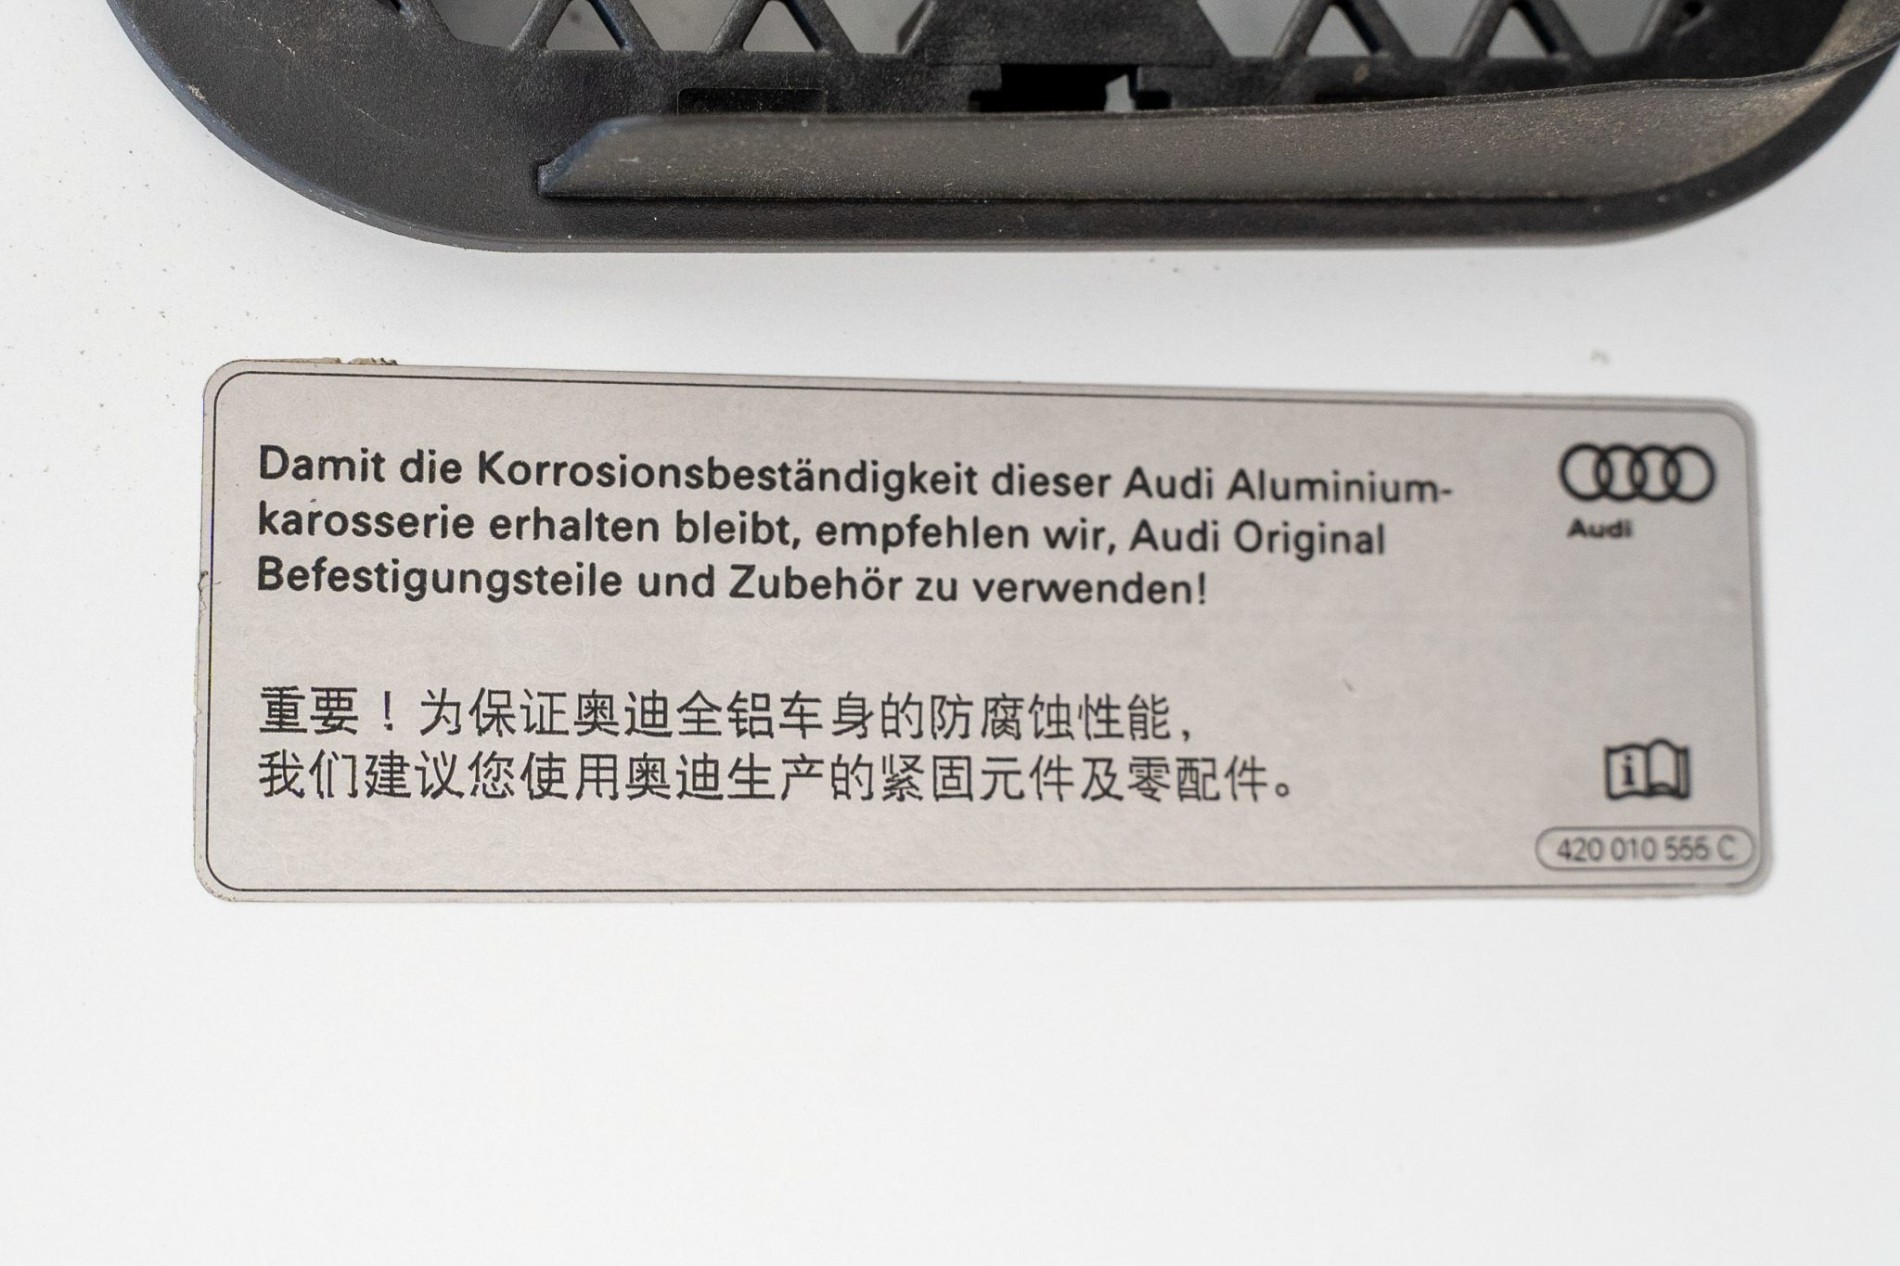 Damit die Korrosionsbeständigkeit dieser Audi Aluminium-
karosserie erhalten bleibt, empfehlen wir, Audi Original
Befestigungsteile und Zubehör zu verwenden!
Audi
重要！为保证奥迪全铝车身的防腐蚀性能，
我们建议您使用奥迪生产的紧固元件及零配件。
i
420 010 555 C